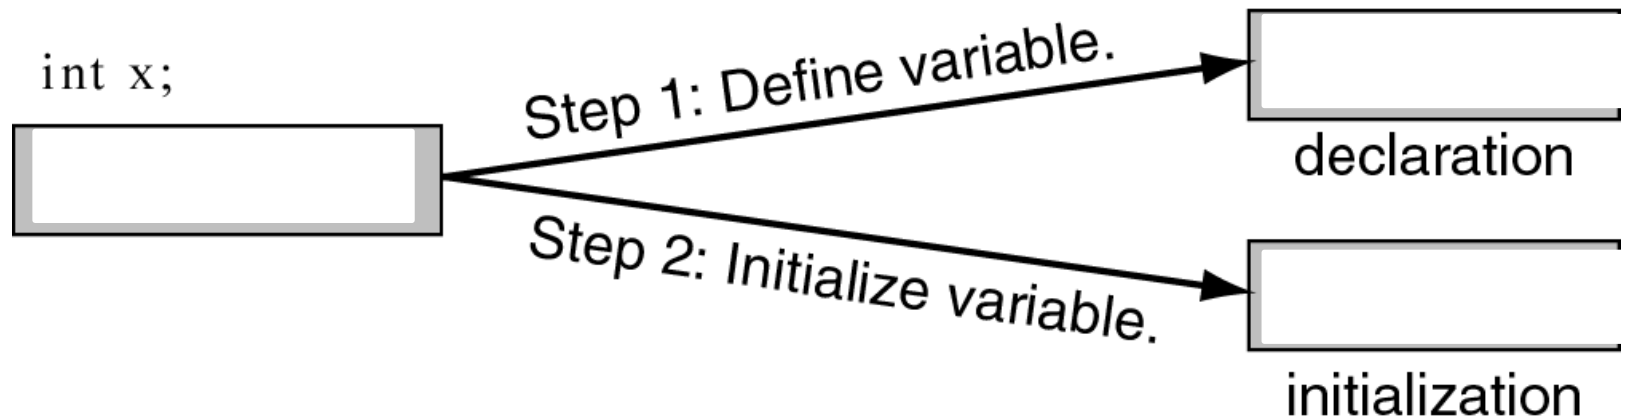 int x;
Step 1: Define variable.
declaration
Step 2: Initialize variable.
initialization